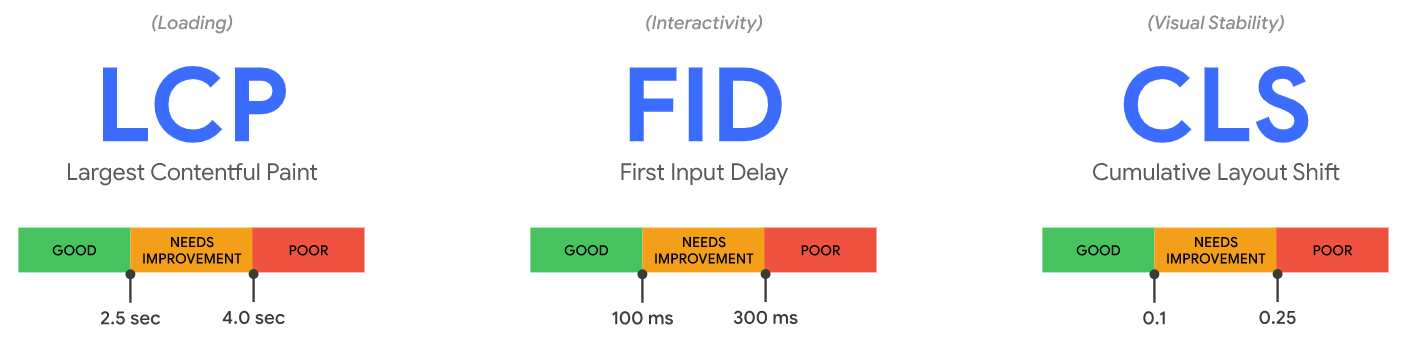 (Loading)
LCP
Largest Contentful Paint
GOOD
NEEDS
IMPROVEMENT
POOR
2.5 sec
4.0 sec
(Interactivity)
FID
First Input Delay
GOOD
NEEDS
IMPROVEMENT
POOR
100 ms
300 ms
(Visual Stability)
CLS
Cumulative Layout Shift
GOOD
NEEDS
IMPROVEMENT
POOR
0.1
0.25